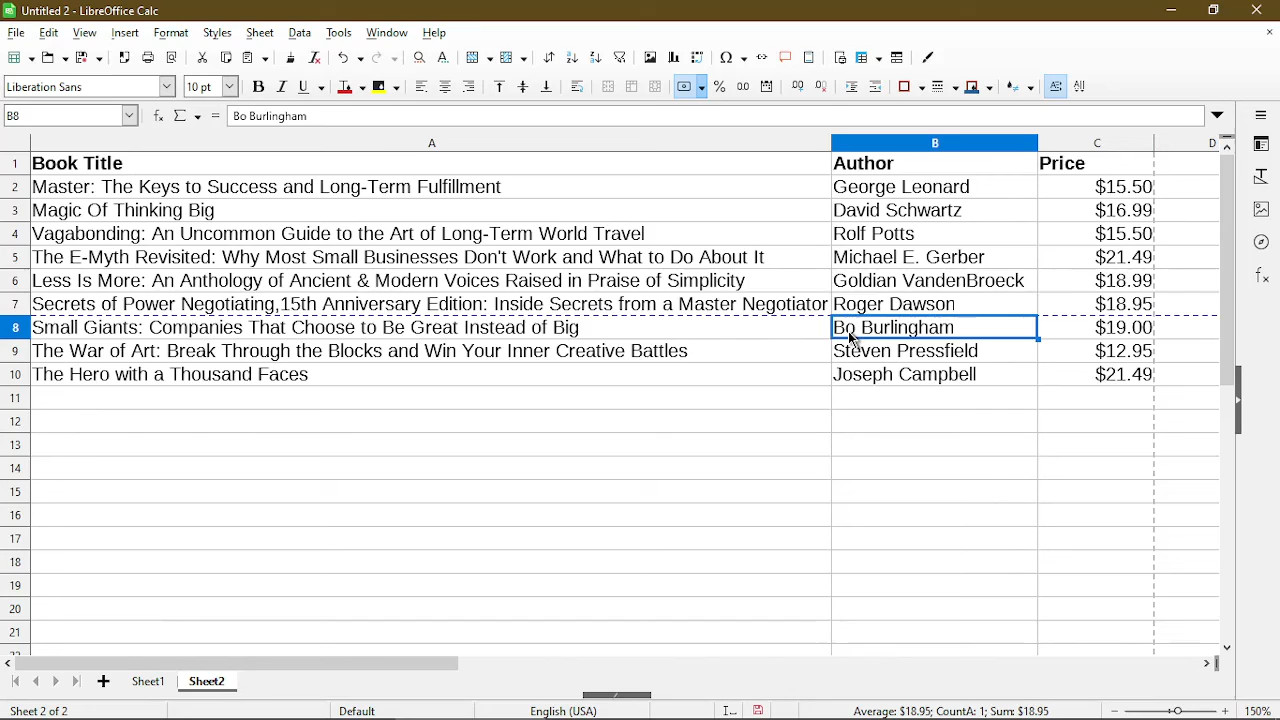 Untitled 2 - LibreOffice Calc
File Edit View Insert Format Styles Sheet Data Tools Window Help
Liberation Sans 10 pt
B8 Bo Burlingham
A B C D
1 Book Title Author Price
2 Master: The Keys to Success and Long-Term Fulfillment George Leonard $15.50
3 Magic Of Thinking Big David Schwartz $16.99
4 Vagabonding: An Uncommon Guide to the Art of Long-Term World Travel Rolf Potts $15.50
5 The E-Myth Revisited: Why Most Small Businesses Don't Work and What to Do About It Michael E. Gerber $21.49
6 Less Is More: An Anthology of Ancient & Modern Voices Raised in Praise of Simplicity Goldian VandenBroeck $18.99
7 Secrets of Power Negotiating,15th Anniversary Edition: Inside Secrets from a Master Negotiator Roger Dawson $18.95
8 Small Giants: Companies That Choose to Be Great Instead of Big Bo Burlingham $19.00
9 The War of Art: Break Through the Blocks and Win Your Inner Creative Battles Steven Pressfield $12.95
10 The Hero with a Thousand Faces Joseph Campbell $21.49
11
12
13
14
15
16
17
18
19
20
21
Sheet1 Sheet2
Sheet 2 of 2 Default English (USA) Average: $18.95; CountA: 1; Sum: $18.95 150%